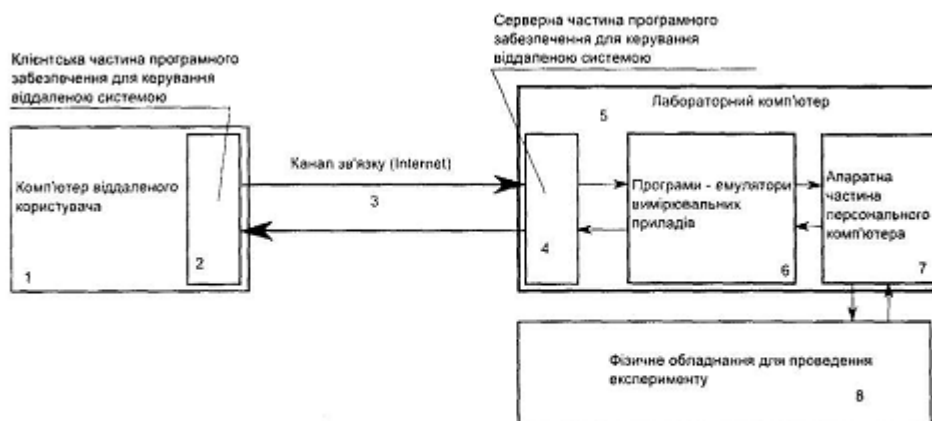 Серверна частина програмного
забезпечення для керування
віддаленою системою
Клієнтська частина програмного
забезпечення для керування
віддаленою системою
5
Лабораторний комп'ютер
Канал зв'язку (Internet)
3
Комп'ютер віддаленого
користувача
1
2
4
Програми - емулятори
вимірювальних
приладів
6
Апаратна
частина
персонального
комп'ютера
7
Фізичне обладнання для проведення
експерименту
8